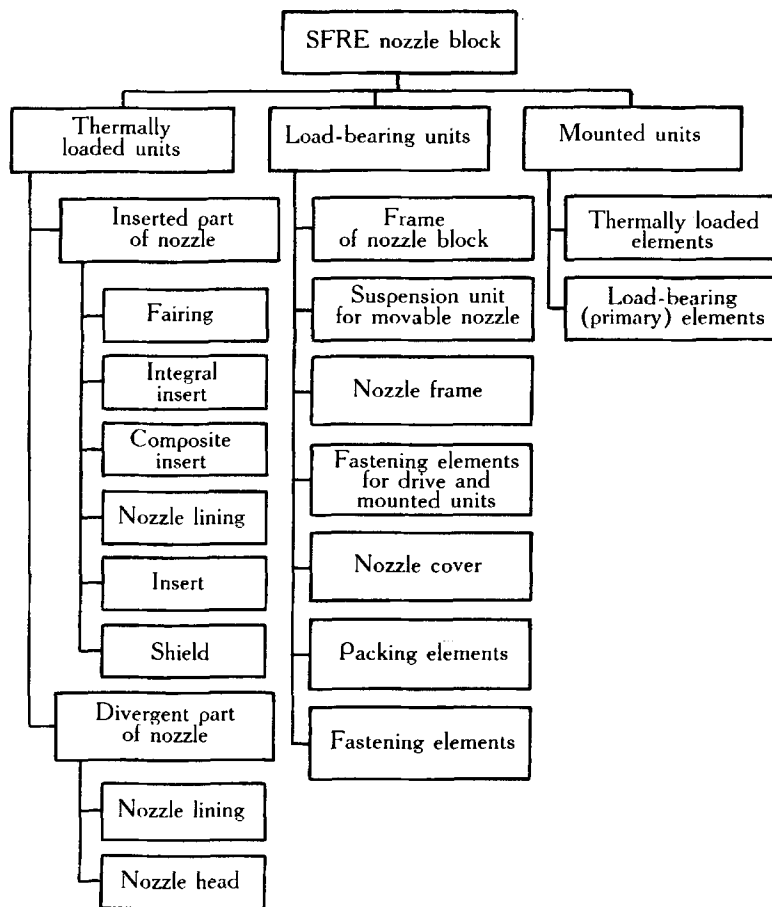 SFRE nozzle block
Thermally
loaded units
Load-bearing units
Mounted units
Inserted part
of nozzle
Fairing
Integral
insert
Composite
insert
Nozzle lining
Insert
Shield
Divergent part
of nozzle
Nozzle lining
Nozzle head
Frame
of nozzle block
Suspension unit
for movable nozzle
Nozzle frame
Fastening elements
for drive and
mounted units
Nozzle cover
Packing elements
Fastening elements
Thermally loaded
elements
Load-bearing
(primary) elements